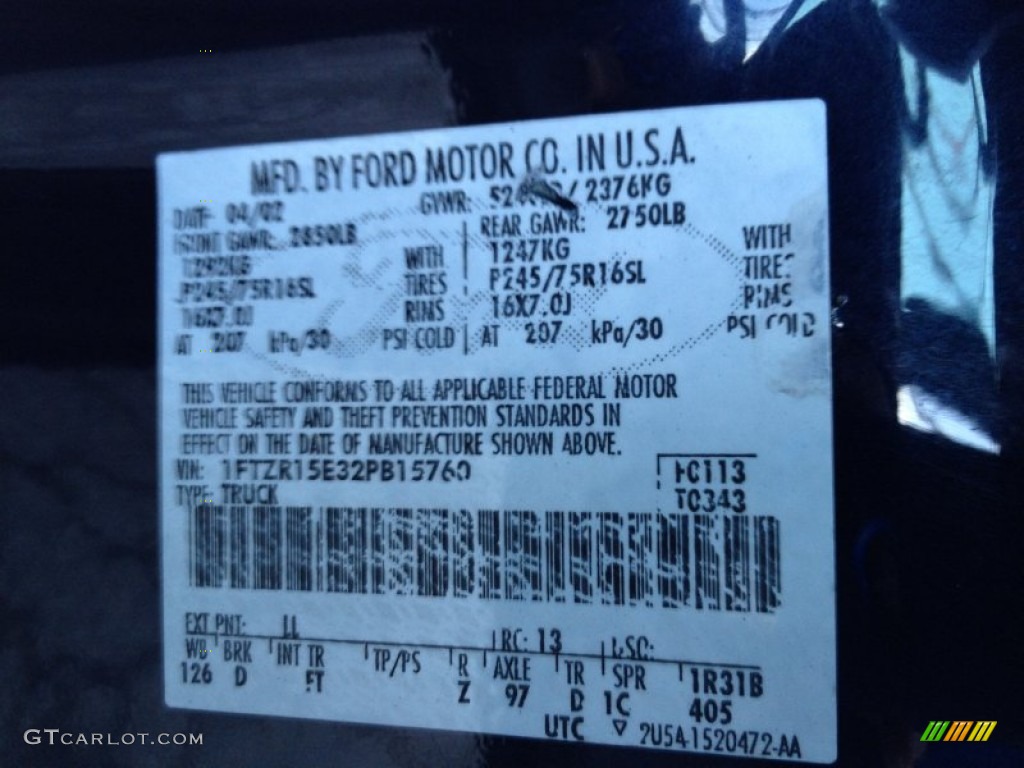 MFD. BY FORD MOTOR CO. IN U.S.A.
DATE: 04/02 GVWR: / 2376KG
FRONT GAWR: 2850LB REAR GAWR: 2750LB
1292KG WITH 1247KG WITH
P245/75R16SL TIRES P245/75R16SL TIRES
16X7.0J RIMS 16X7.0J RIMS
AT 207 kPa/30 PSI COLD AT 207 kPa/30 PSI COLD
THIS VEHICLE CONFORMS TO ALL APPLICABLE FEDERAL MOTOR
VEHICLE SAFETY AND THEFT PREVENTION STANDARDS IN
EFFECT ON THE DATE OF MANUFACTURE SHOWN ABOVE.
VIN: 1FTZR15E32PB15760 FC113
TYPE: TRUCK TC343
EXT PNT: LL RC: 13 DSO:
WB BRK INT TR TP/PS R AXLE TR SPR 1R31B
126 D FT Z 97 D 1C 405
UTC ▽ 2U5A-1520472-AA
GTCARLOT.COM